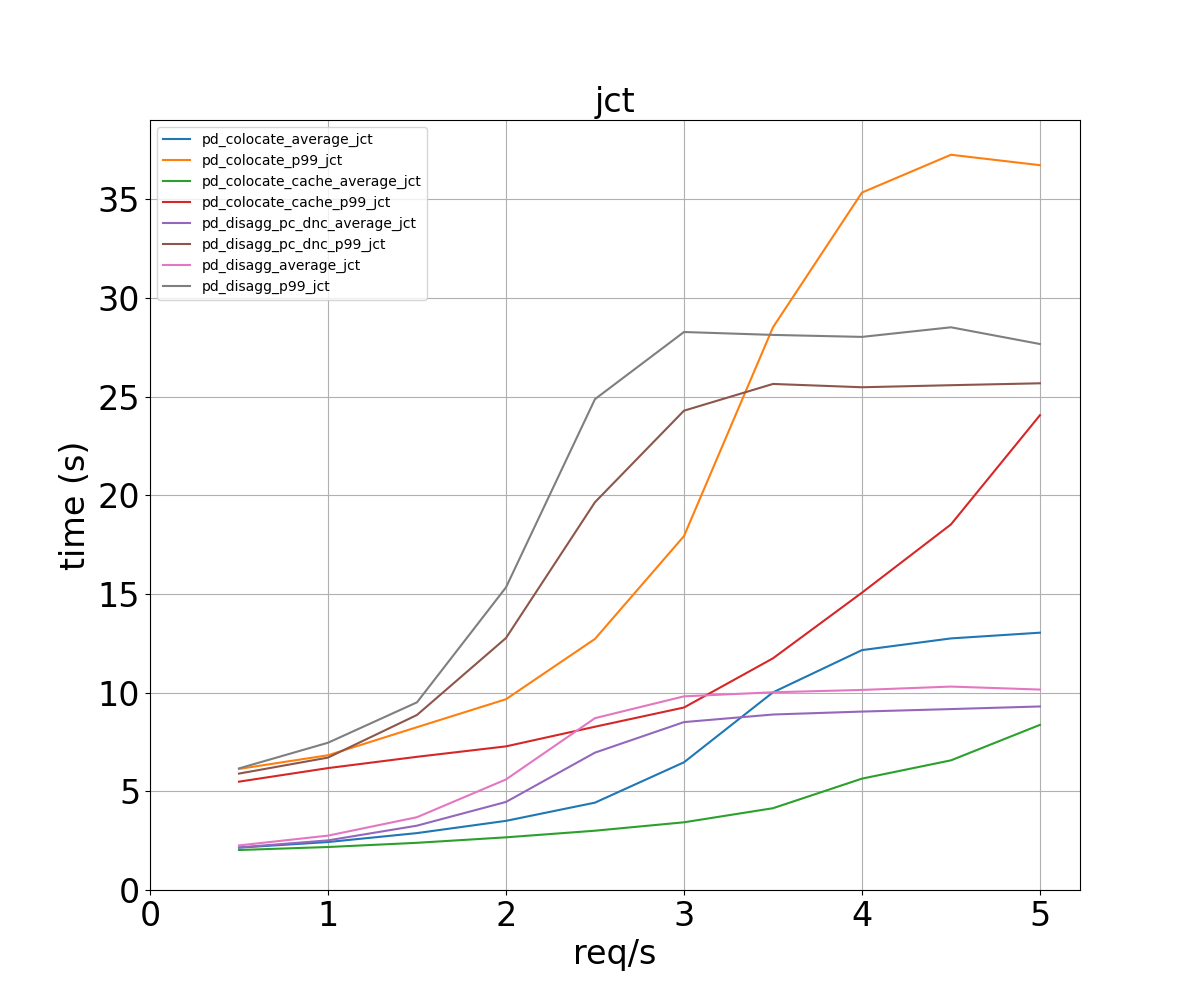 jct
pd_colocate_average_jct
pd_colocate_p99_jct
pd_colocate_cache_average_jct
pd_colocate_cache_p99_jct
pd_disagg_pc_dnc_average_jct
pd_disagg_pc_dnc_p99_jct
pd_disagg_average_jct
pd_disagg_p99_jct
time (s)
35
30
25
20
15
10
5
0
0 1 2 3 4 5
req/s